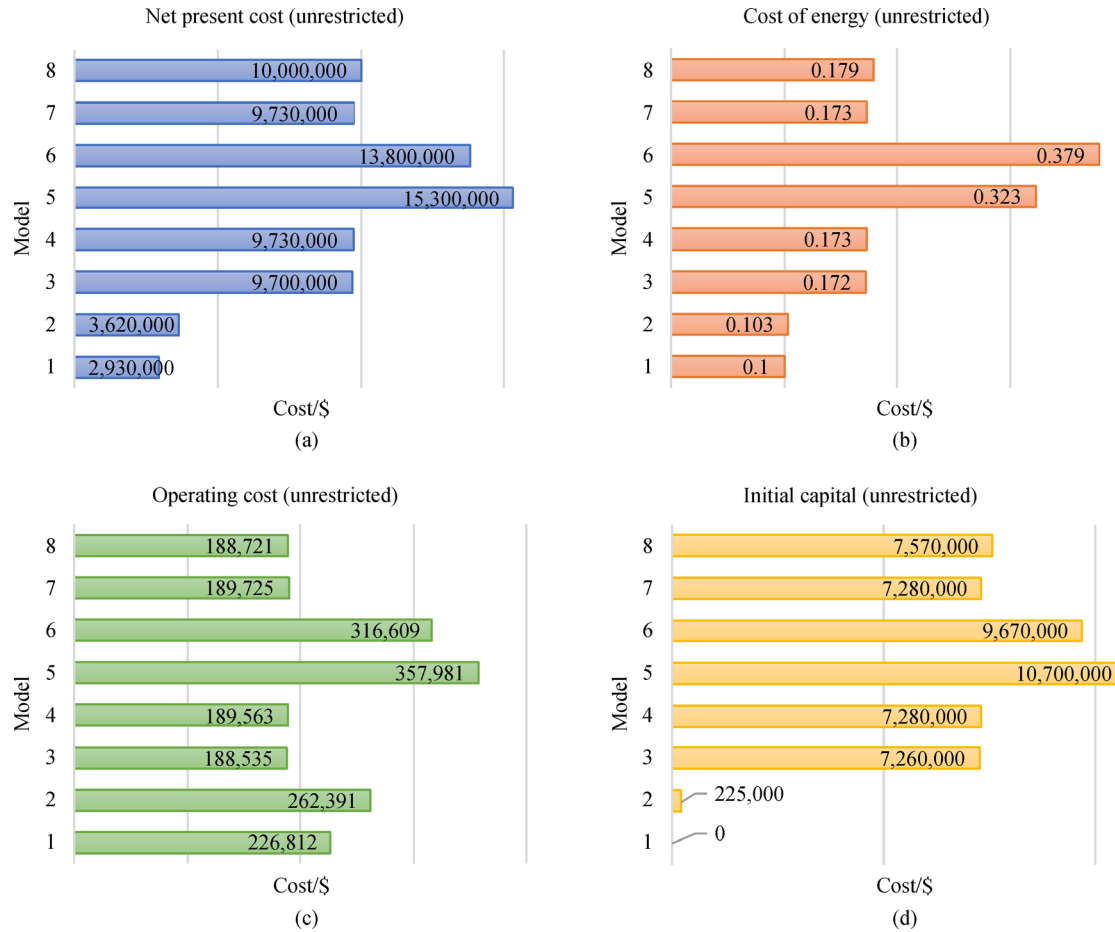 Net present cost (unrestricted)
8 10,000,000
7 9,730,000
6 13,800,000
5 15,300,000
4 9,730,000
3 9,700,000
2 3,620,000
1 2,930,000
Model
Cost/$
(a)
Cost of energy (unrestricted)
8 0.179
7 0.173
6 0.379
5 0.323
4 0.173
3 0.172
2 0.103
1 0.1
Model
Cost/$
(b)
Operating cost (unrestricted)
8 188,721
7 189,725
6 316,609
5 357,981
4 189,563
3 188,535
2 262,391
1 226,812
Model
Cost/$
(c)
Initial capital (unrestricted)
8 7,570,000
7 7,280,000
6 9,670,000
5 10,700,000
4 7,280,000
3 7,260,000
2 225,000
1 0
Model
Cost/$
(d)